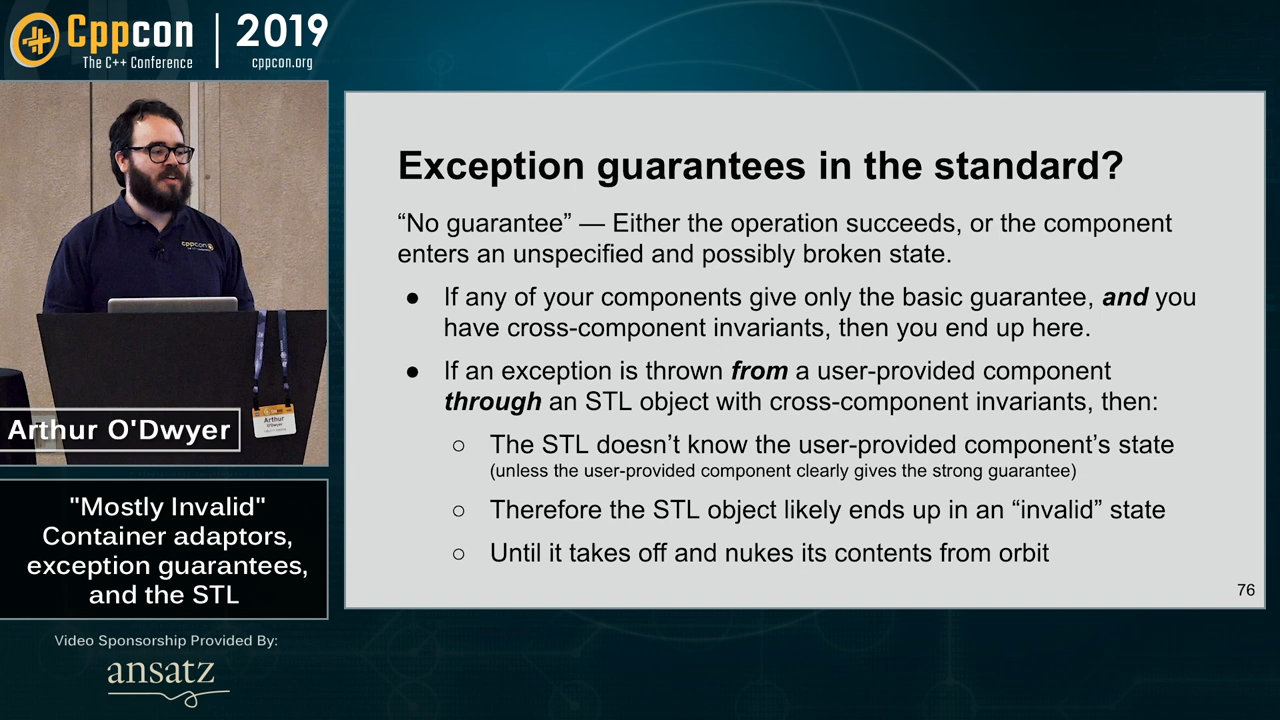 Cppcon
The C++ Conference
2019
cppcon.org
cppcon
Arthur
O'Dwyer
Arthur O'Dwyer
"Mostly Invalid"
Container adaptors,
exception guarantees,
and the STL
Video Sponsorship Provided By:
ansatz
Exception guarantees in the standard?
“No guarantee” — Either the operation succeeds, or the component
enters an unspecified and possibly broken state.
● If any of your components give only the basic guarantee, and you
have cross-component invariants, then you end up here.
● If an exception is thrown from a user-provided component
through an STL object with cross-component invariants, then:
○ The STL doesn’t know the user-provided component’s state
(unless the user-provided component clearly gives the strong guarantee)
○ Therefore the STL object likely ends up in an “invalid” state
○ Until it takes off and nukes its contents from orbit
76